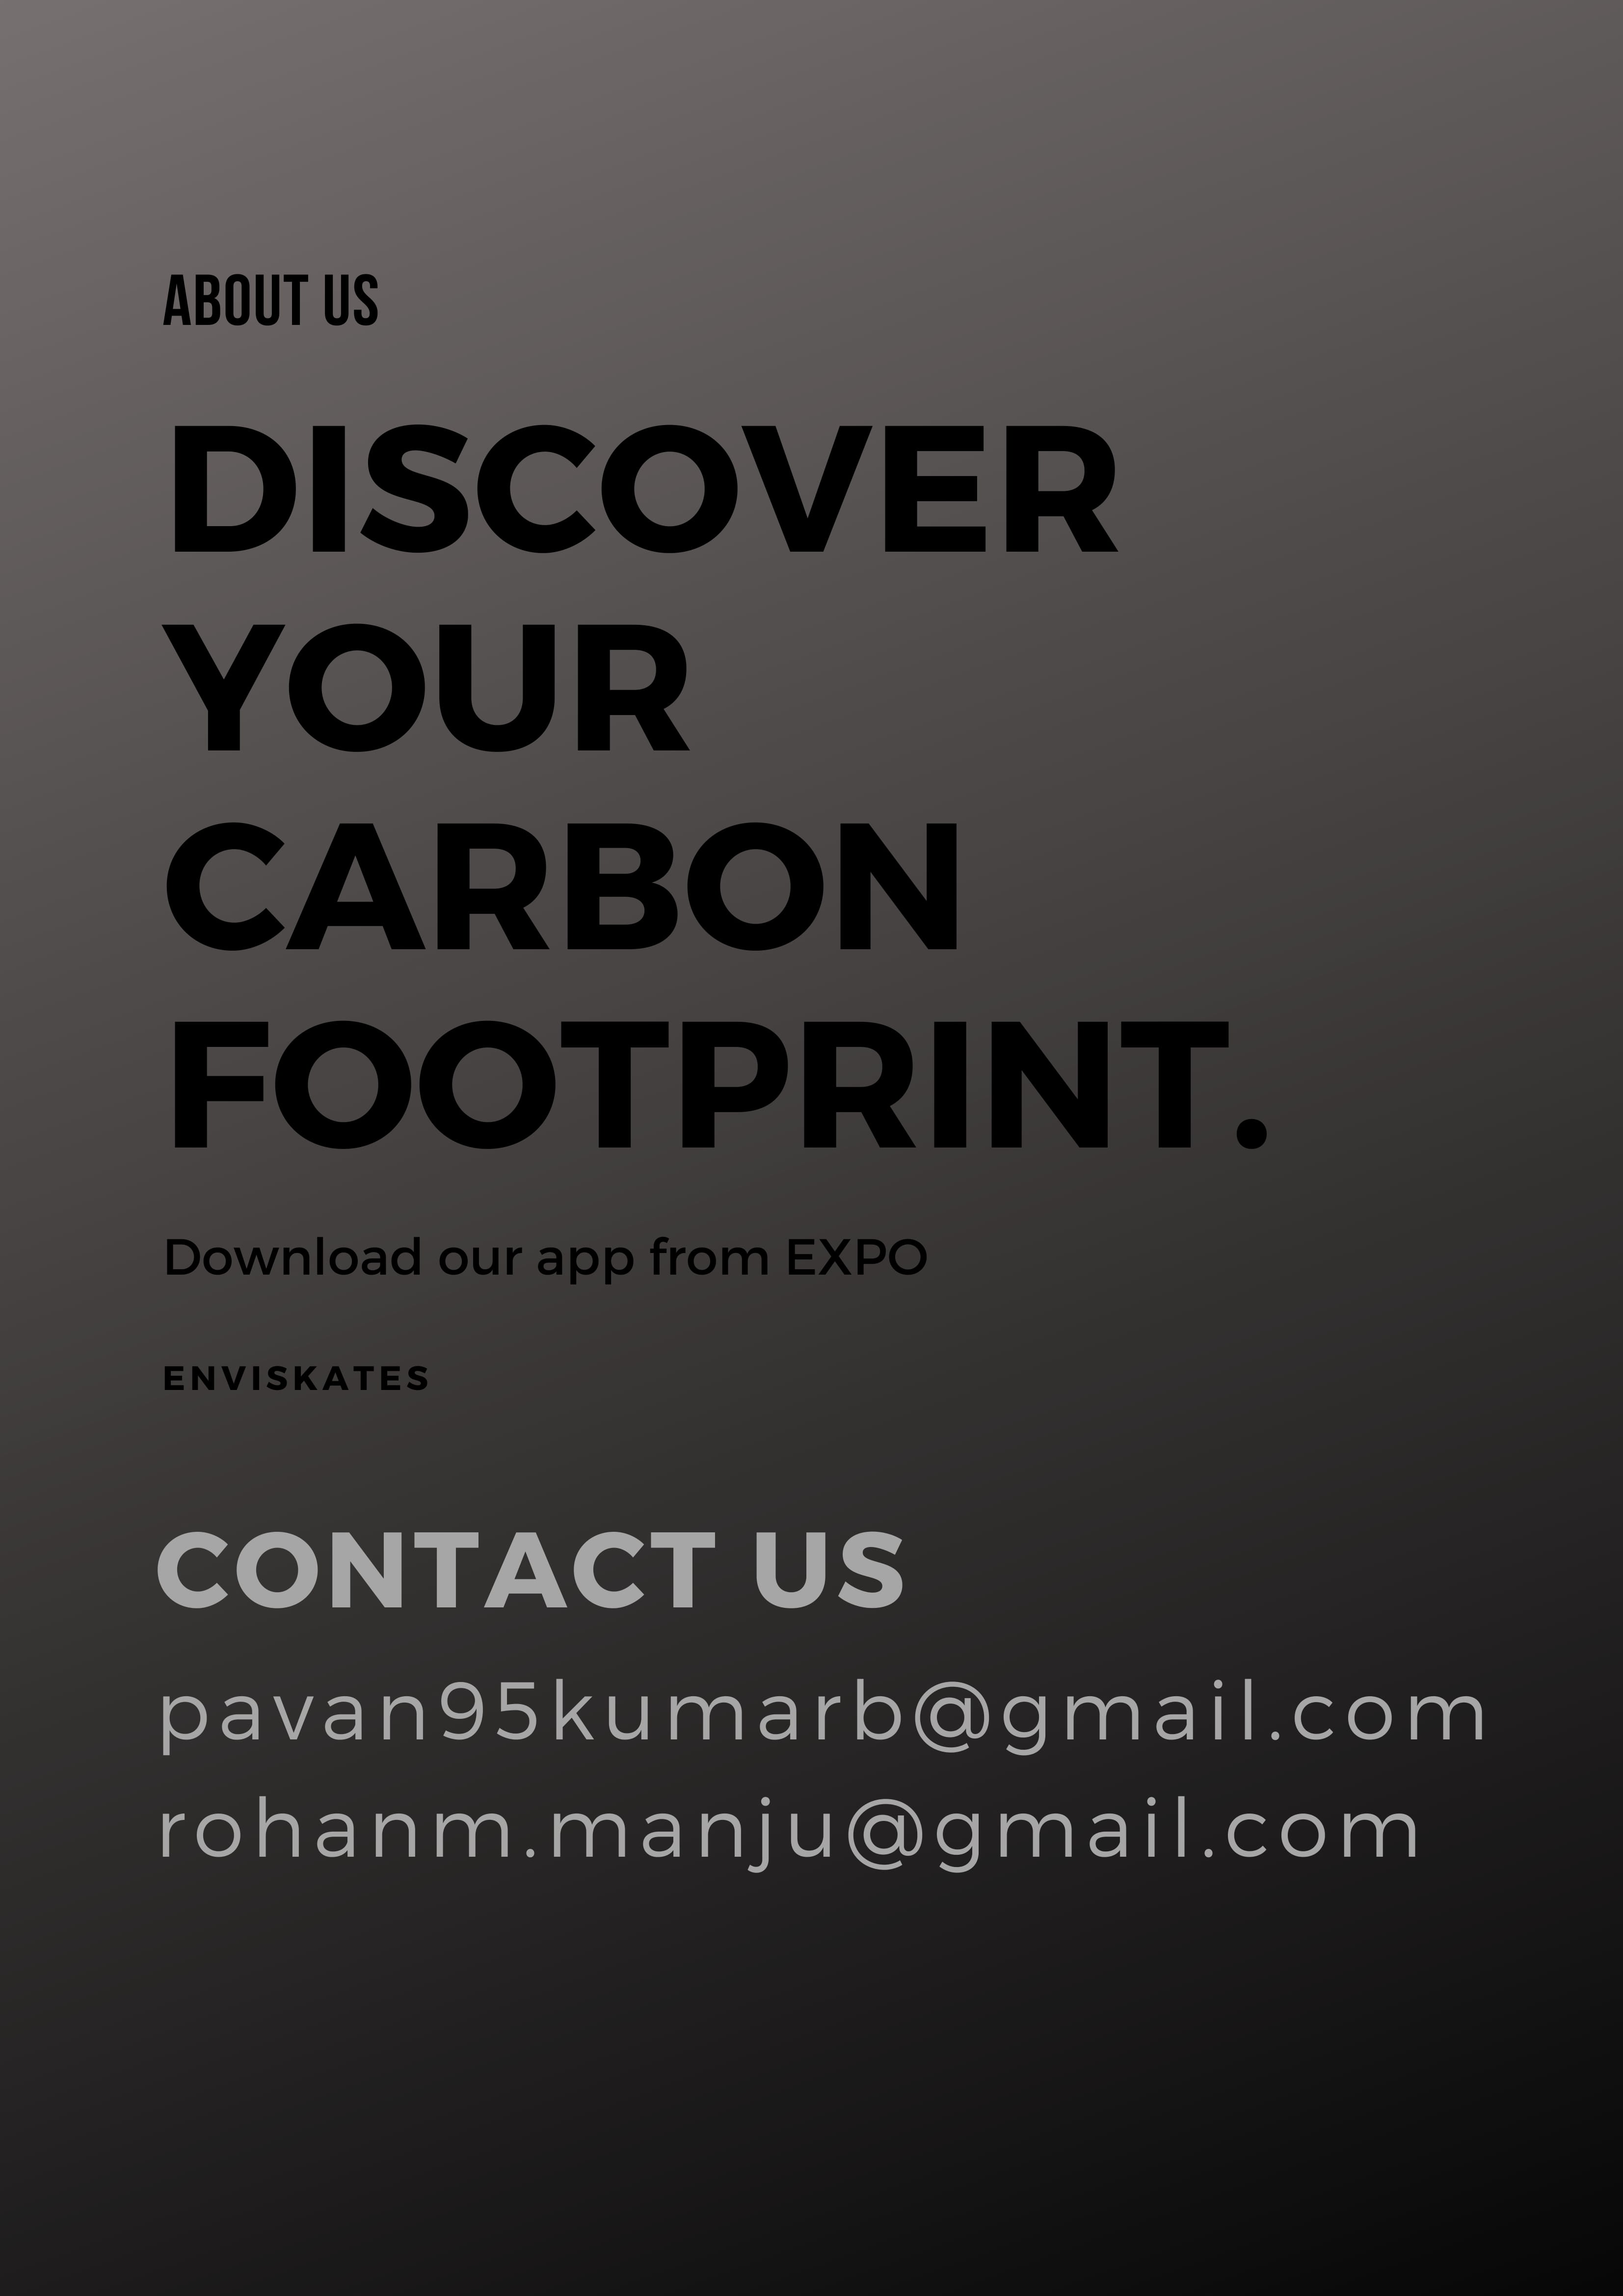 ABOUT US
DISCOVER
YOUR
CARBON
FOOTPRINT.
Download our app from EXPO
ENVISKATES
CONTACT US
pavan95kumarb@gmail.com
rohanm.manju@gmail.com